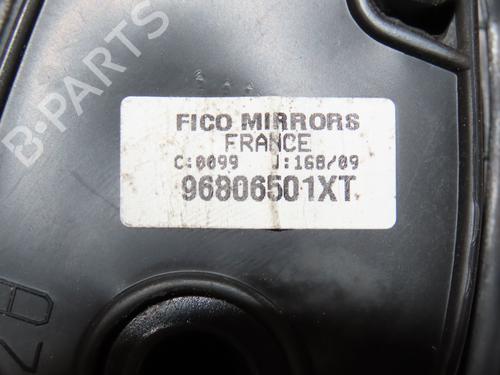 B-PARTS
FICO MIRRORS
FRANCE
C:0099 J:168/09
96806501XT